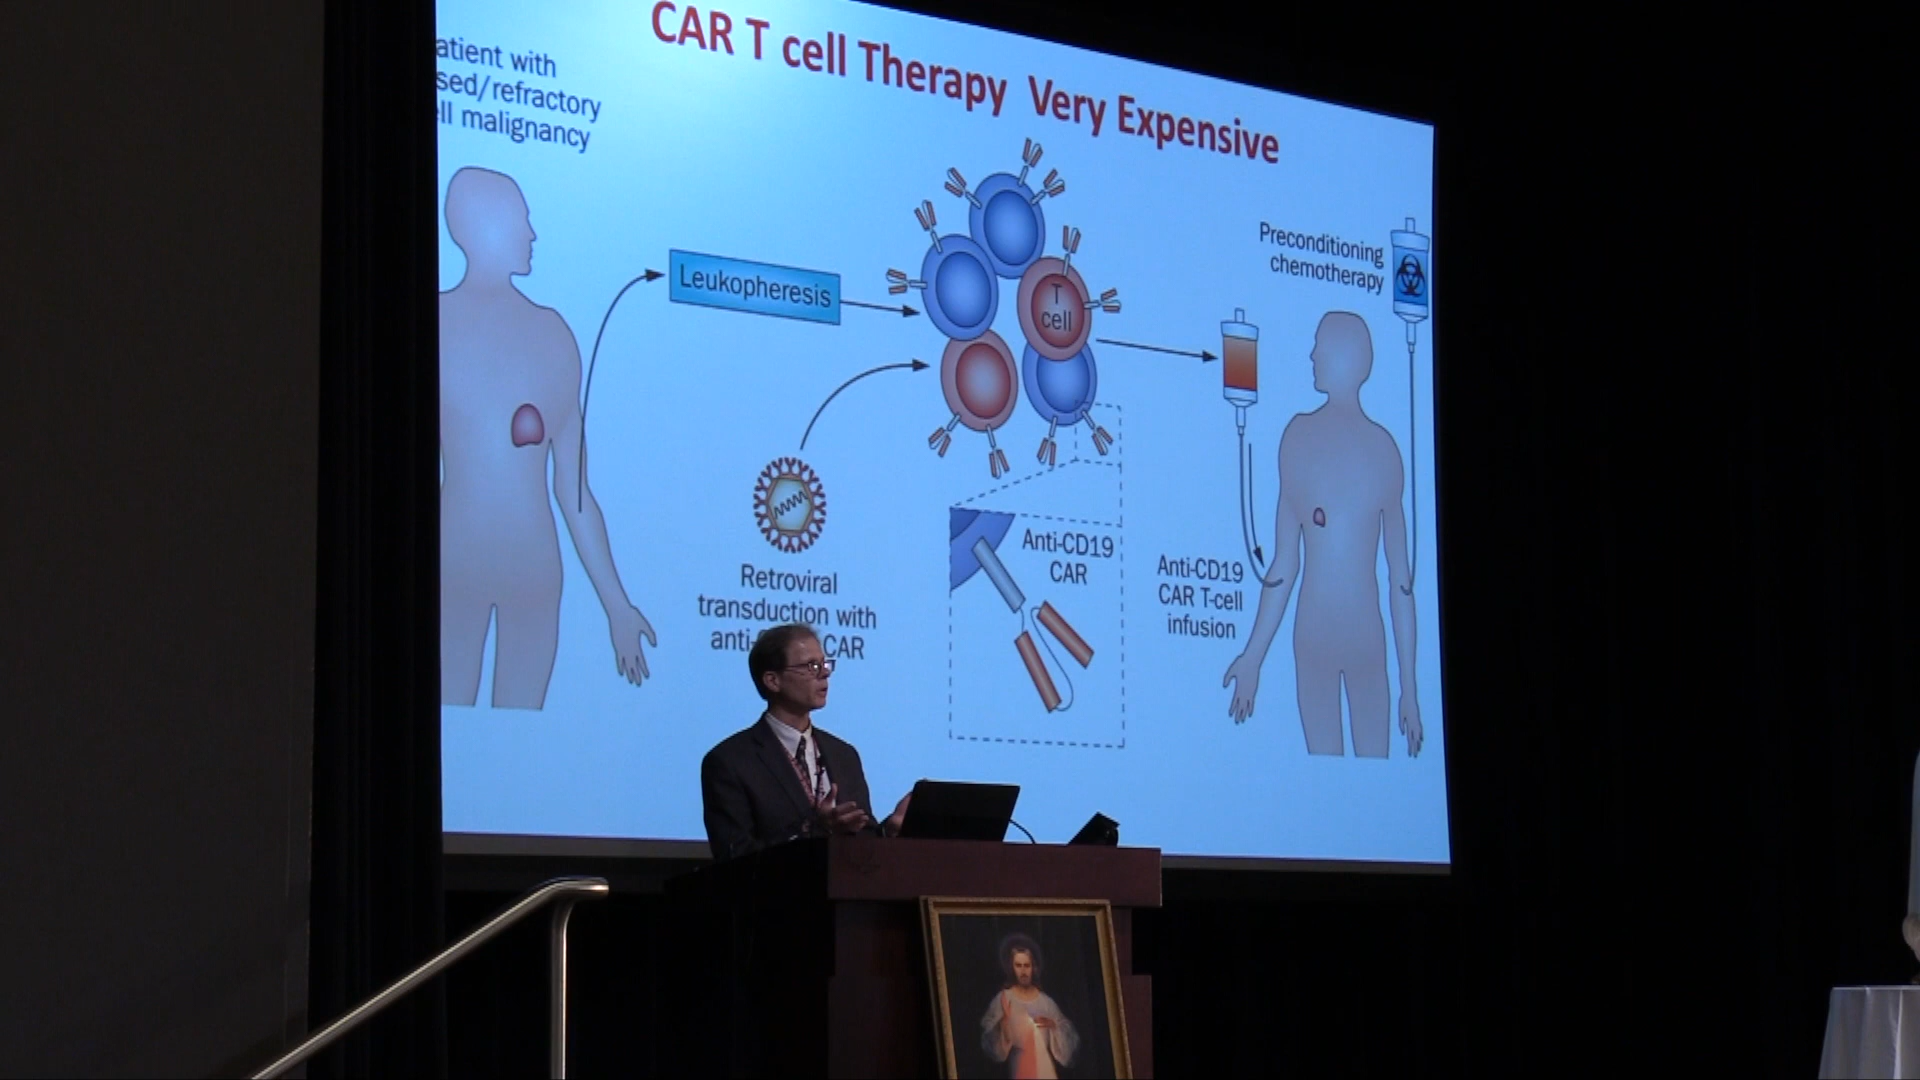 CAR T cell Therapy Very Expensive
atient with
sed/refractory
ll malignancy
Leukopheresis
T
cell
Preconditioning
chemotherapy
Retroviral
transduction with
anti- CAR
Anti-CD19
CAR
Anti-CD19
CAR T-cell
infusion